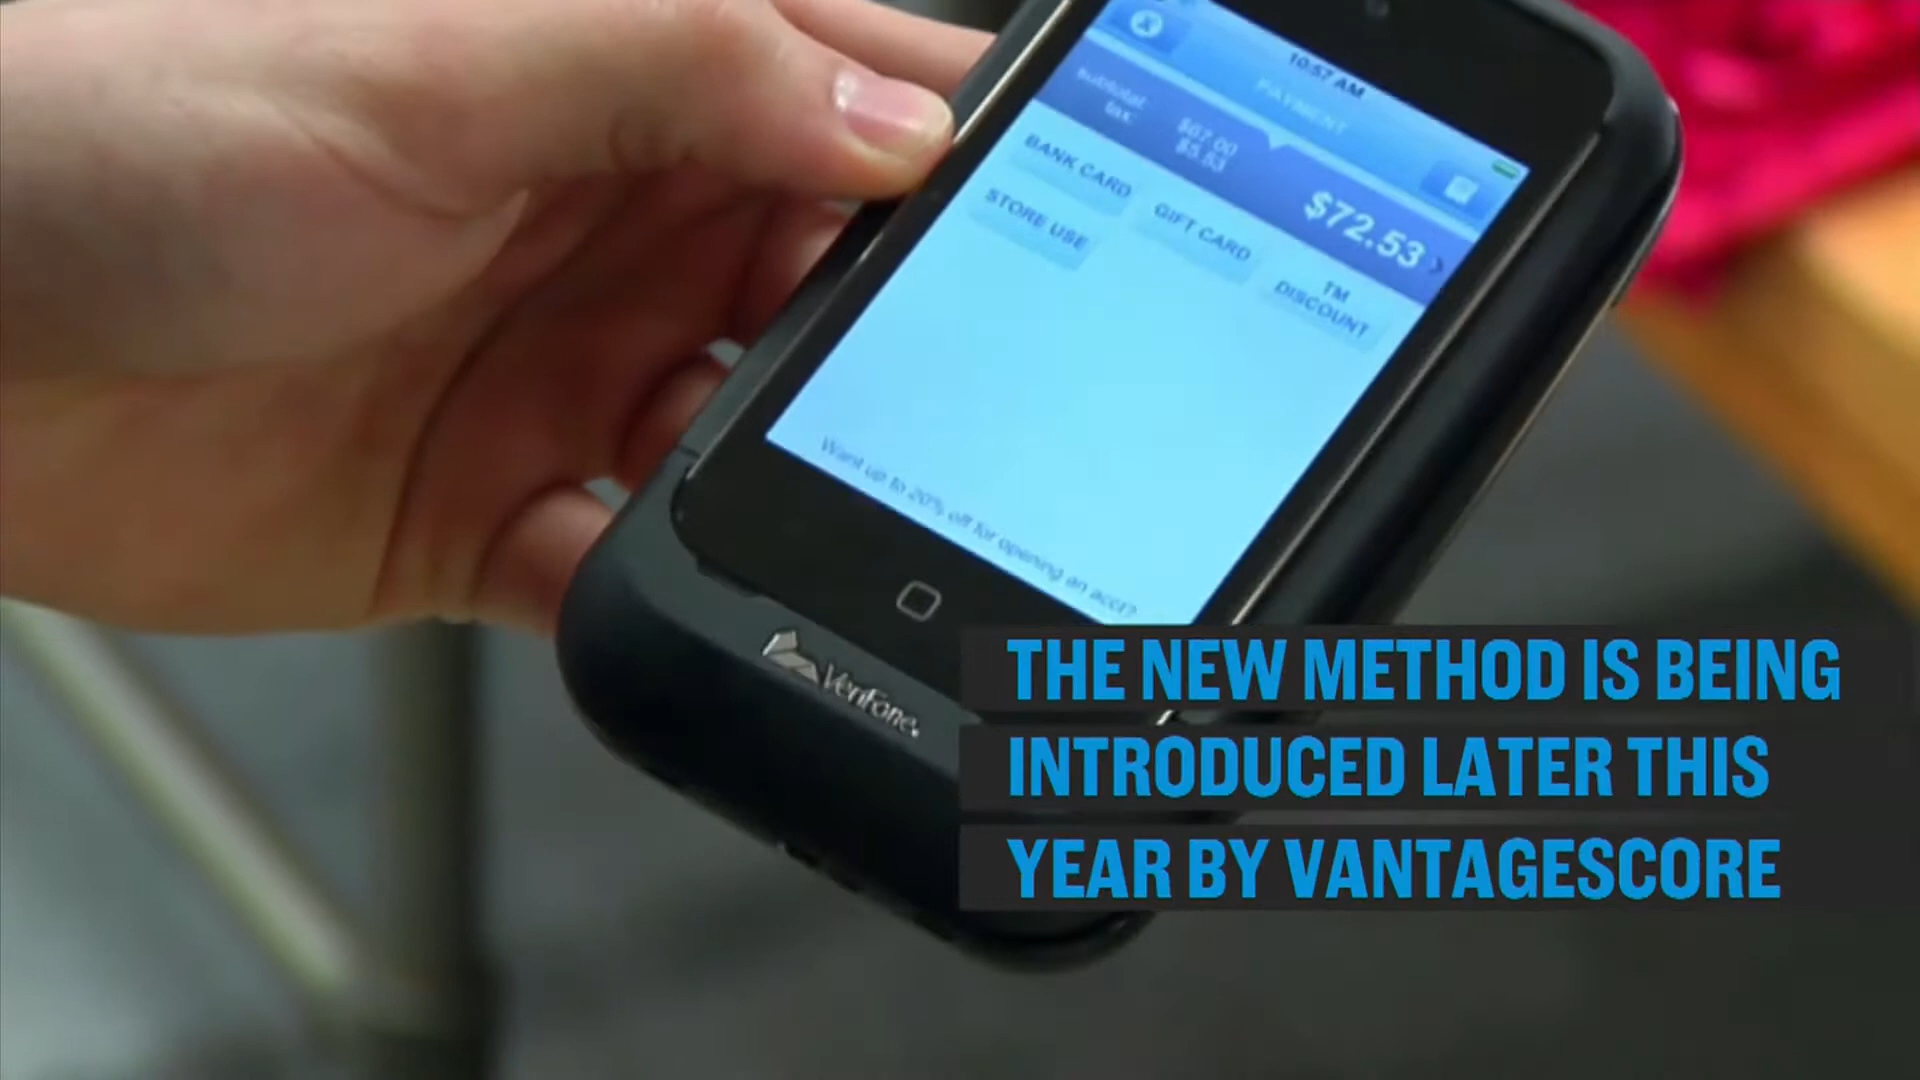 10:57 AM
PAYMENT
subtotal: $67.00
tax: $5.53
$72.53
BANK CARD
GIFT CARD
TM
DISCOUNT
STORE USE
Want up to 20% off for opening an acct?
VeriFone.
THE NEW METHOD IS BEING
INTRODUCED LATER THIS
YEAR BY VANTAGESCORE